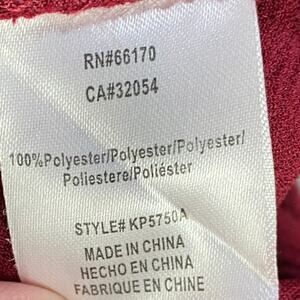 RN#66170
CA#32054
100%Polyester/Polyester/Polyester/
Poliestere/Poliéster
STYLE# KP5750A
MADE IN CHINA
HECHO EN CHINA
FABRIQUE EN CHINE